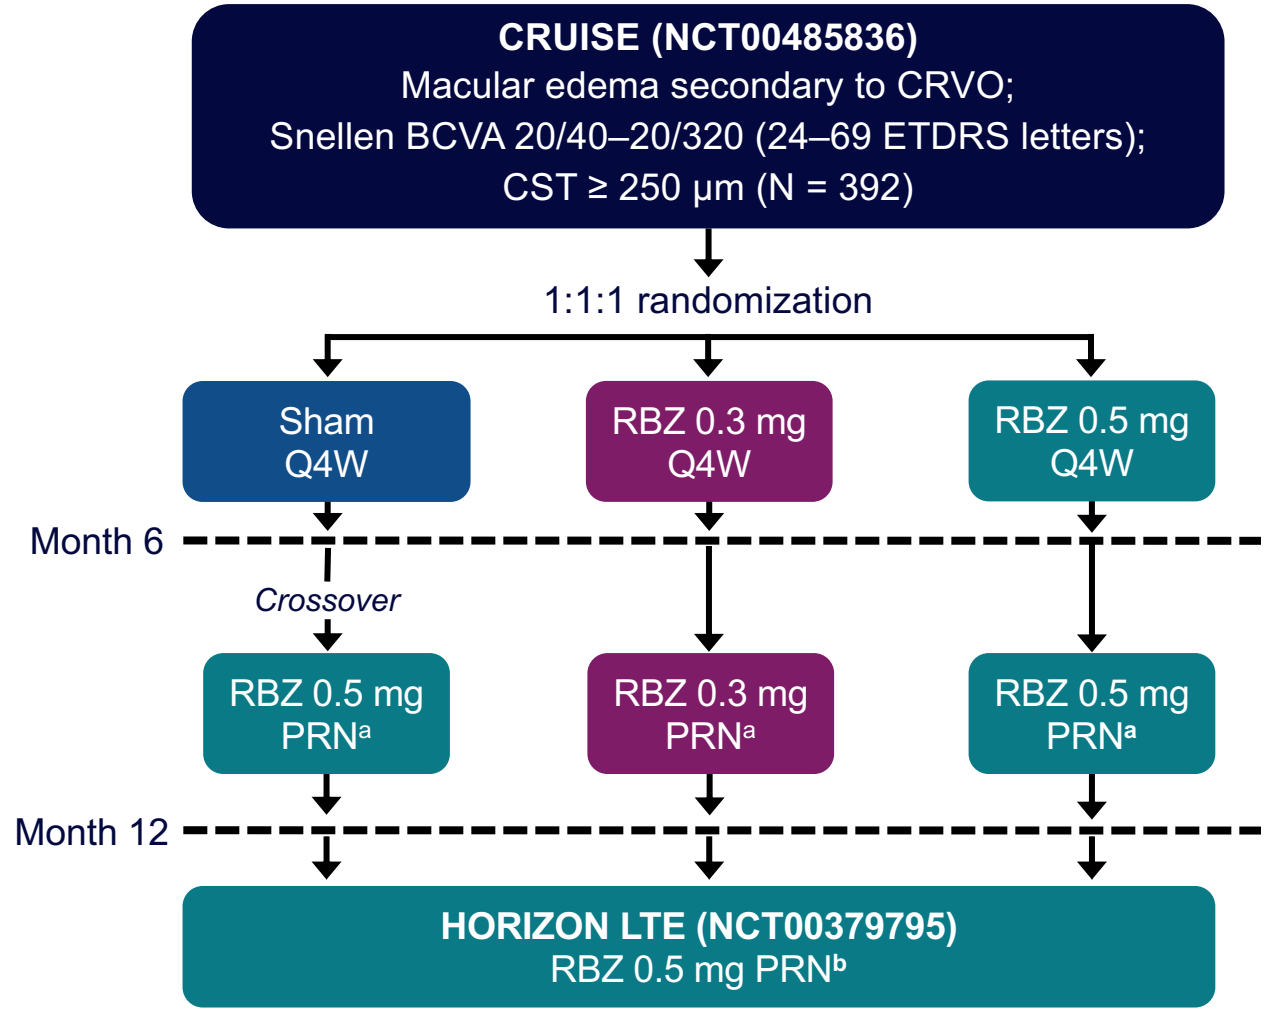 CRUISE (NCT00485836)
Macular edema secondary to CRVO;
Snellen BCVA 20/40–20/320 (24–69 ETDRS letters);
CST ≥ 250 μm (N = 392)
1:1:1 randomization
Sham
Q4W
RBZ 0.3 mg
Q4W
RBZ 0.5 mg
Q4W
Month 6
Crossover
RBZ 0.5 mg
PRNᵃ
RBZ 0.3 mg
PRNᵃ
RBZ 0.5 mg
PRNᵃ
Month 12
HORIZON LTE (NCT00379795)
RBZ 0.5 mg PRNᵇ